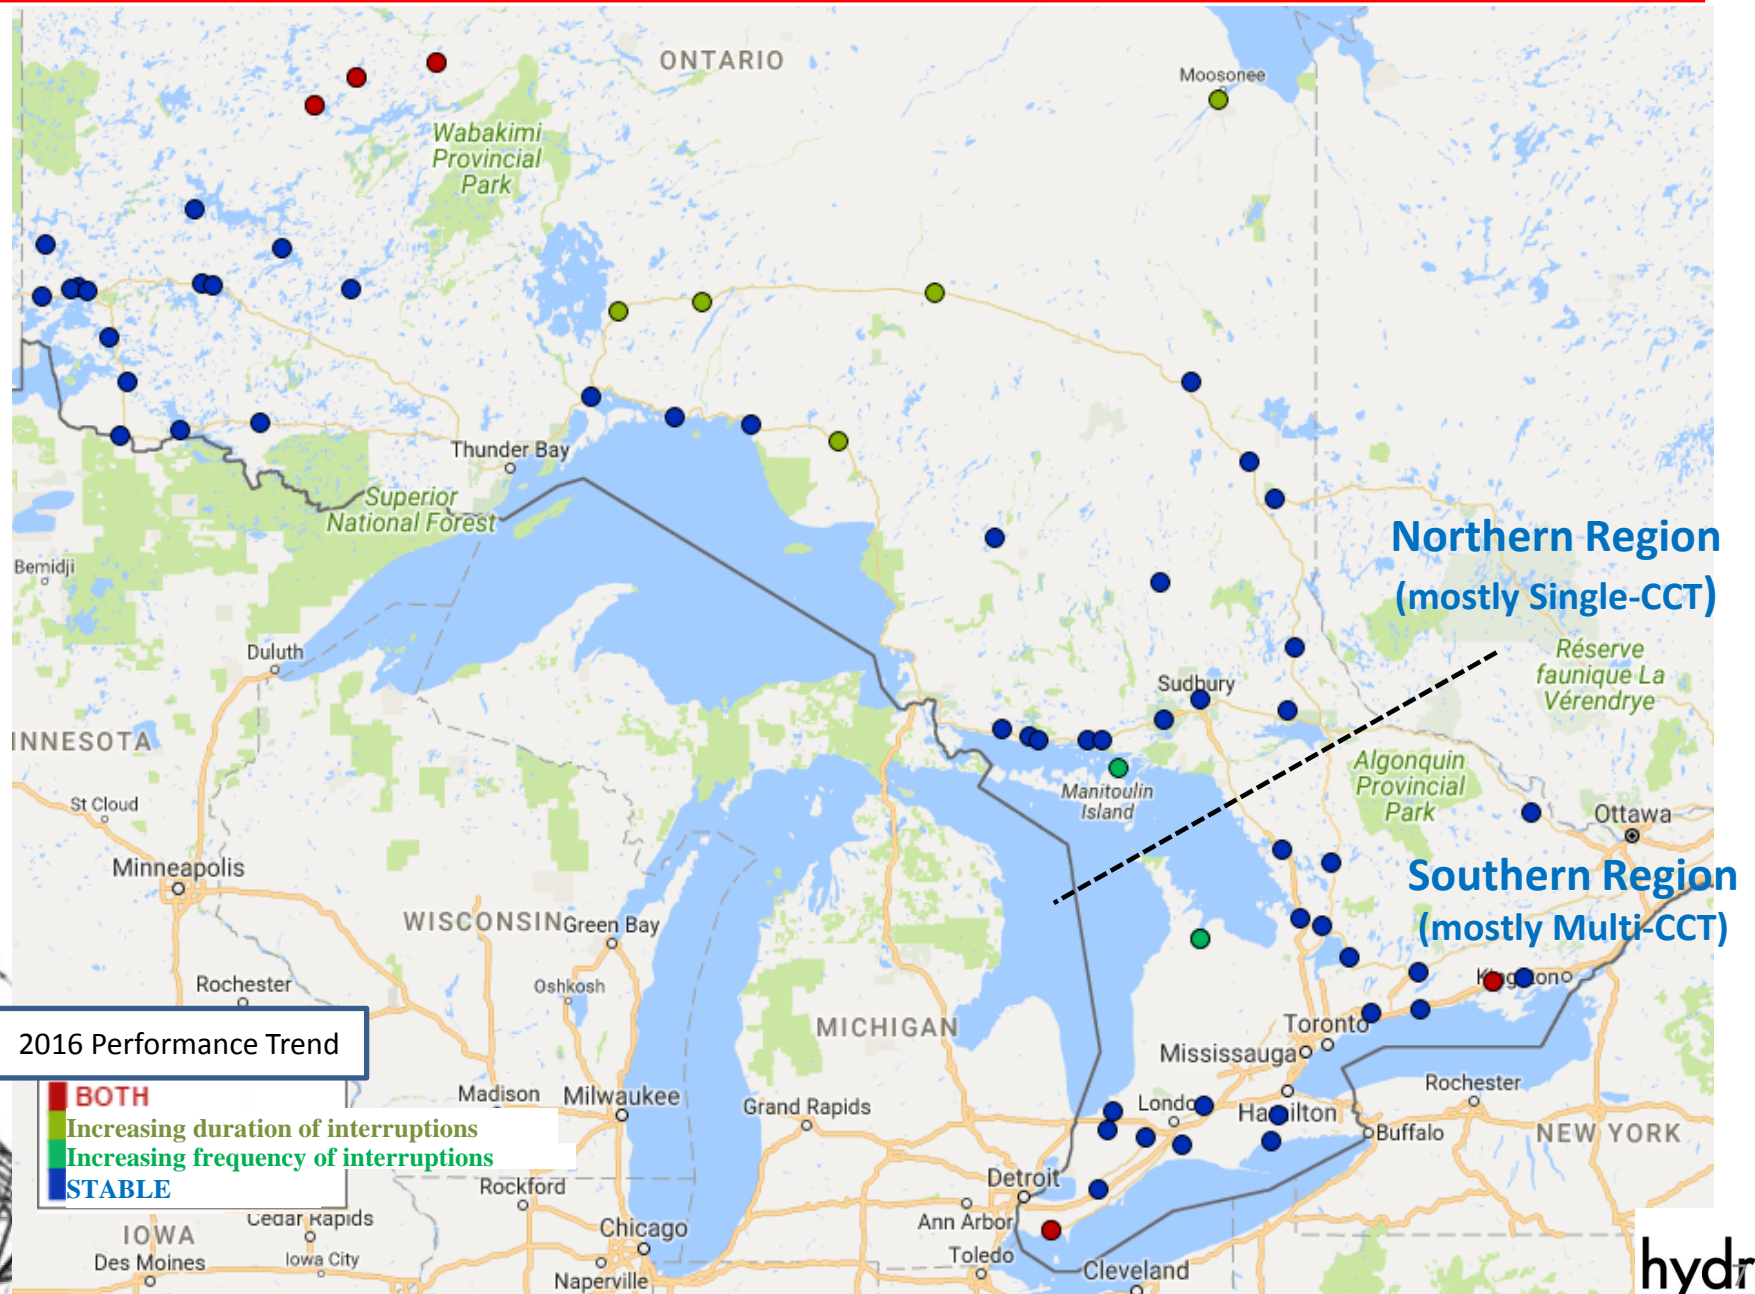 ONTARIO
Moosonee
Wabakimi
Provincial
Park
Thunder Bay
Superior
National Forest
Northern Region
(mostly Single-CCT)
Bemidji
Réserve
faunique La
Vérendrye
Duluth
Sudbury
INNESOTA
Algonquin
Provincial
Park
Manitoulin
Island
St Cloud
Ottawa
Minneapolis
Southern Region
(mostly Multi-CCT)
WISCONSIN
Green Bay
Rochester
Oshkosh
Kingston
MICHIGAN
Toronto
2016 Performance Trend
Mississauga
BOTH
Increasing duration of interruptions
Increasing frequency of interruptions
STABLE
Madison
Milwaukee
Grand Rapids
London
Hamilton
Rochester
Buffalo
NEW YORK
Rockford
Detroit
Cedar Rapids
IOWA
Chicago
Ann Arbor
Des Moines
Iowa City
Toledo
Naperville
Cleveland
hydr
7